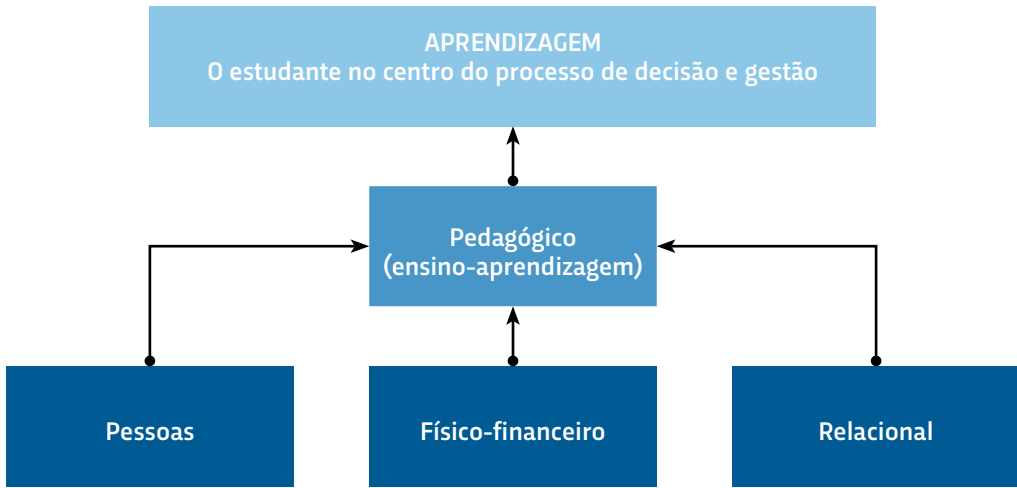 APRENDIZAGEM
O estudante no centro do processo de decisão e gestão
Pedagógico
(ensino-aprendizagem)
Pessoas
Físico-financeiro
Relacional